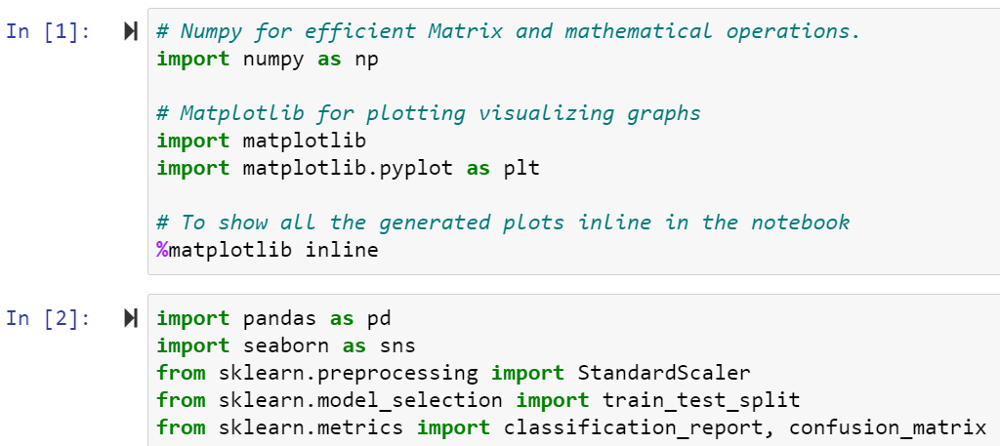 In [1]:
# Numpy for efficient Matrix and mathematical operations.
import numpy as np
# Matplotlib for plotting visualizing graphs
import matplotlib
import matplotlib.pyplot as plt
# To show all the generated plots inline in the notebook
%matplotlib inline
In [2]:
import pandas as pd
import seaborn as sns
from sklearn.preprocessing import StandardScaler
from sklearn.model_selection import train_test_split
from sklearn.metrics import classification_report, confusion_matrix